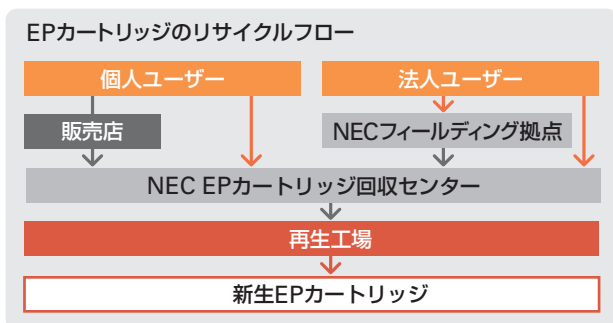 EPカートリッジのリサイクルフロー
個人ユーザー
法人ユーザー
販売店
NECフィールディング拠点
NEC EPカートリッジ回収センター
再生工場
新生EPカートリッジ